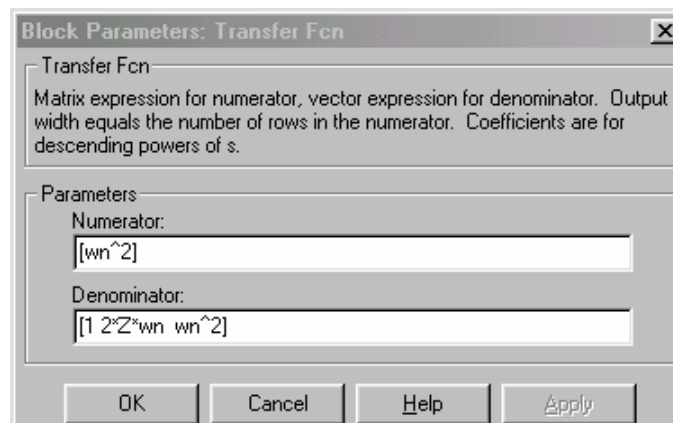 Block Parameters: Transfer Fcn
Transfer Fcn
Matrix expression for numerator, vector expression for denominator. Output
width equals the number of rows in the numerator. Coefficients are for
descending powers of s.
Parameters
Numerator:
[wn^2]
Denominator:
[1 2*Z*wn wn^2]
OK Cancel Help Apply